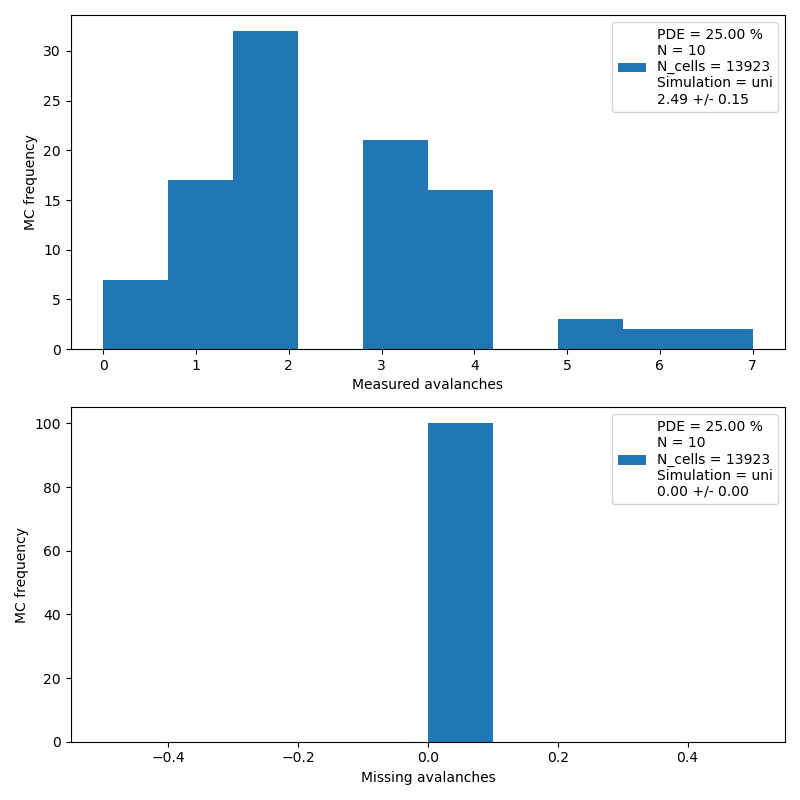 PDE = 25.00 %
N = 10
N_cells = 13923
Simulation = uni
2.49 +/- 0.15
MC frequency
30
25
20
15
10
5
0
0 1 2 3 4 5 6 7
Measured avalanches
PDE = 25.00 %
N = 10
N_cells = 13923
Simulation = uni
0.00 +/- 0.00
MC frequency
100
80
60
40
20
0
−0.4 −0.2 0.0 0.2 0.4
Missing avalanches